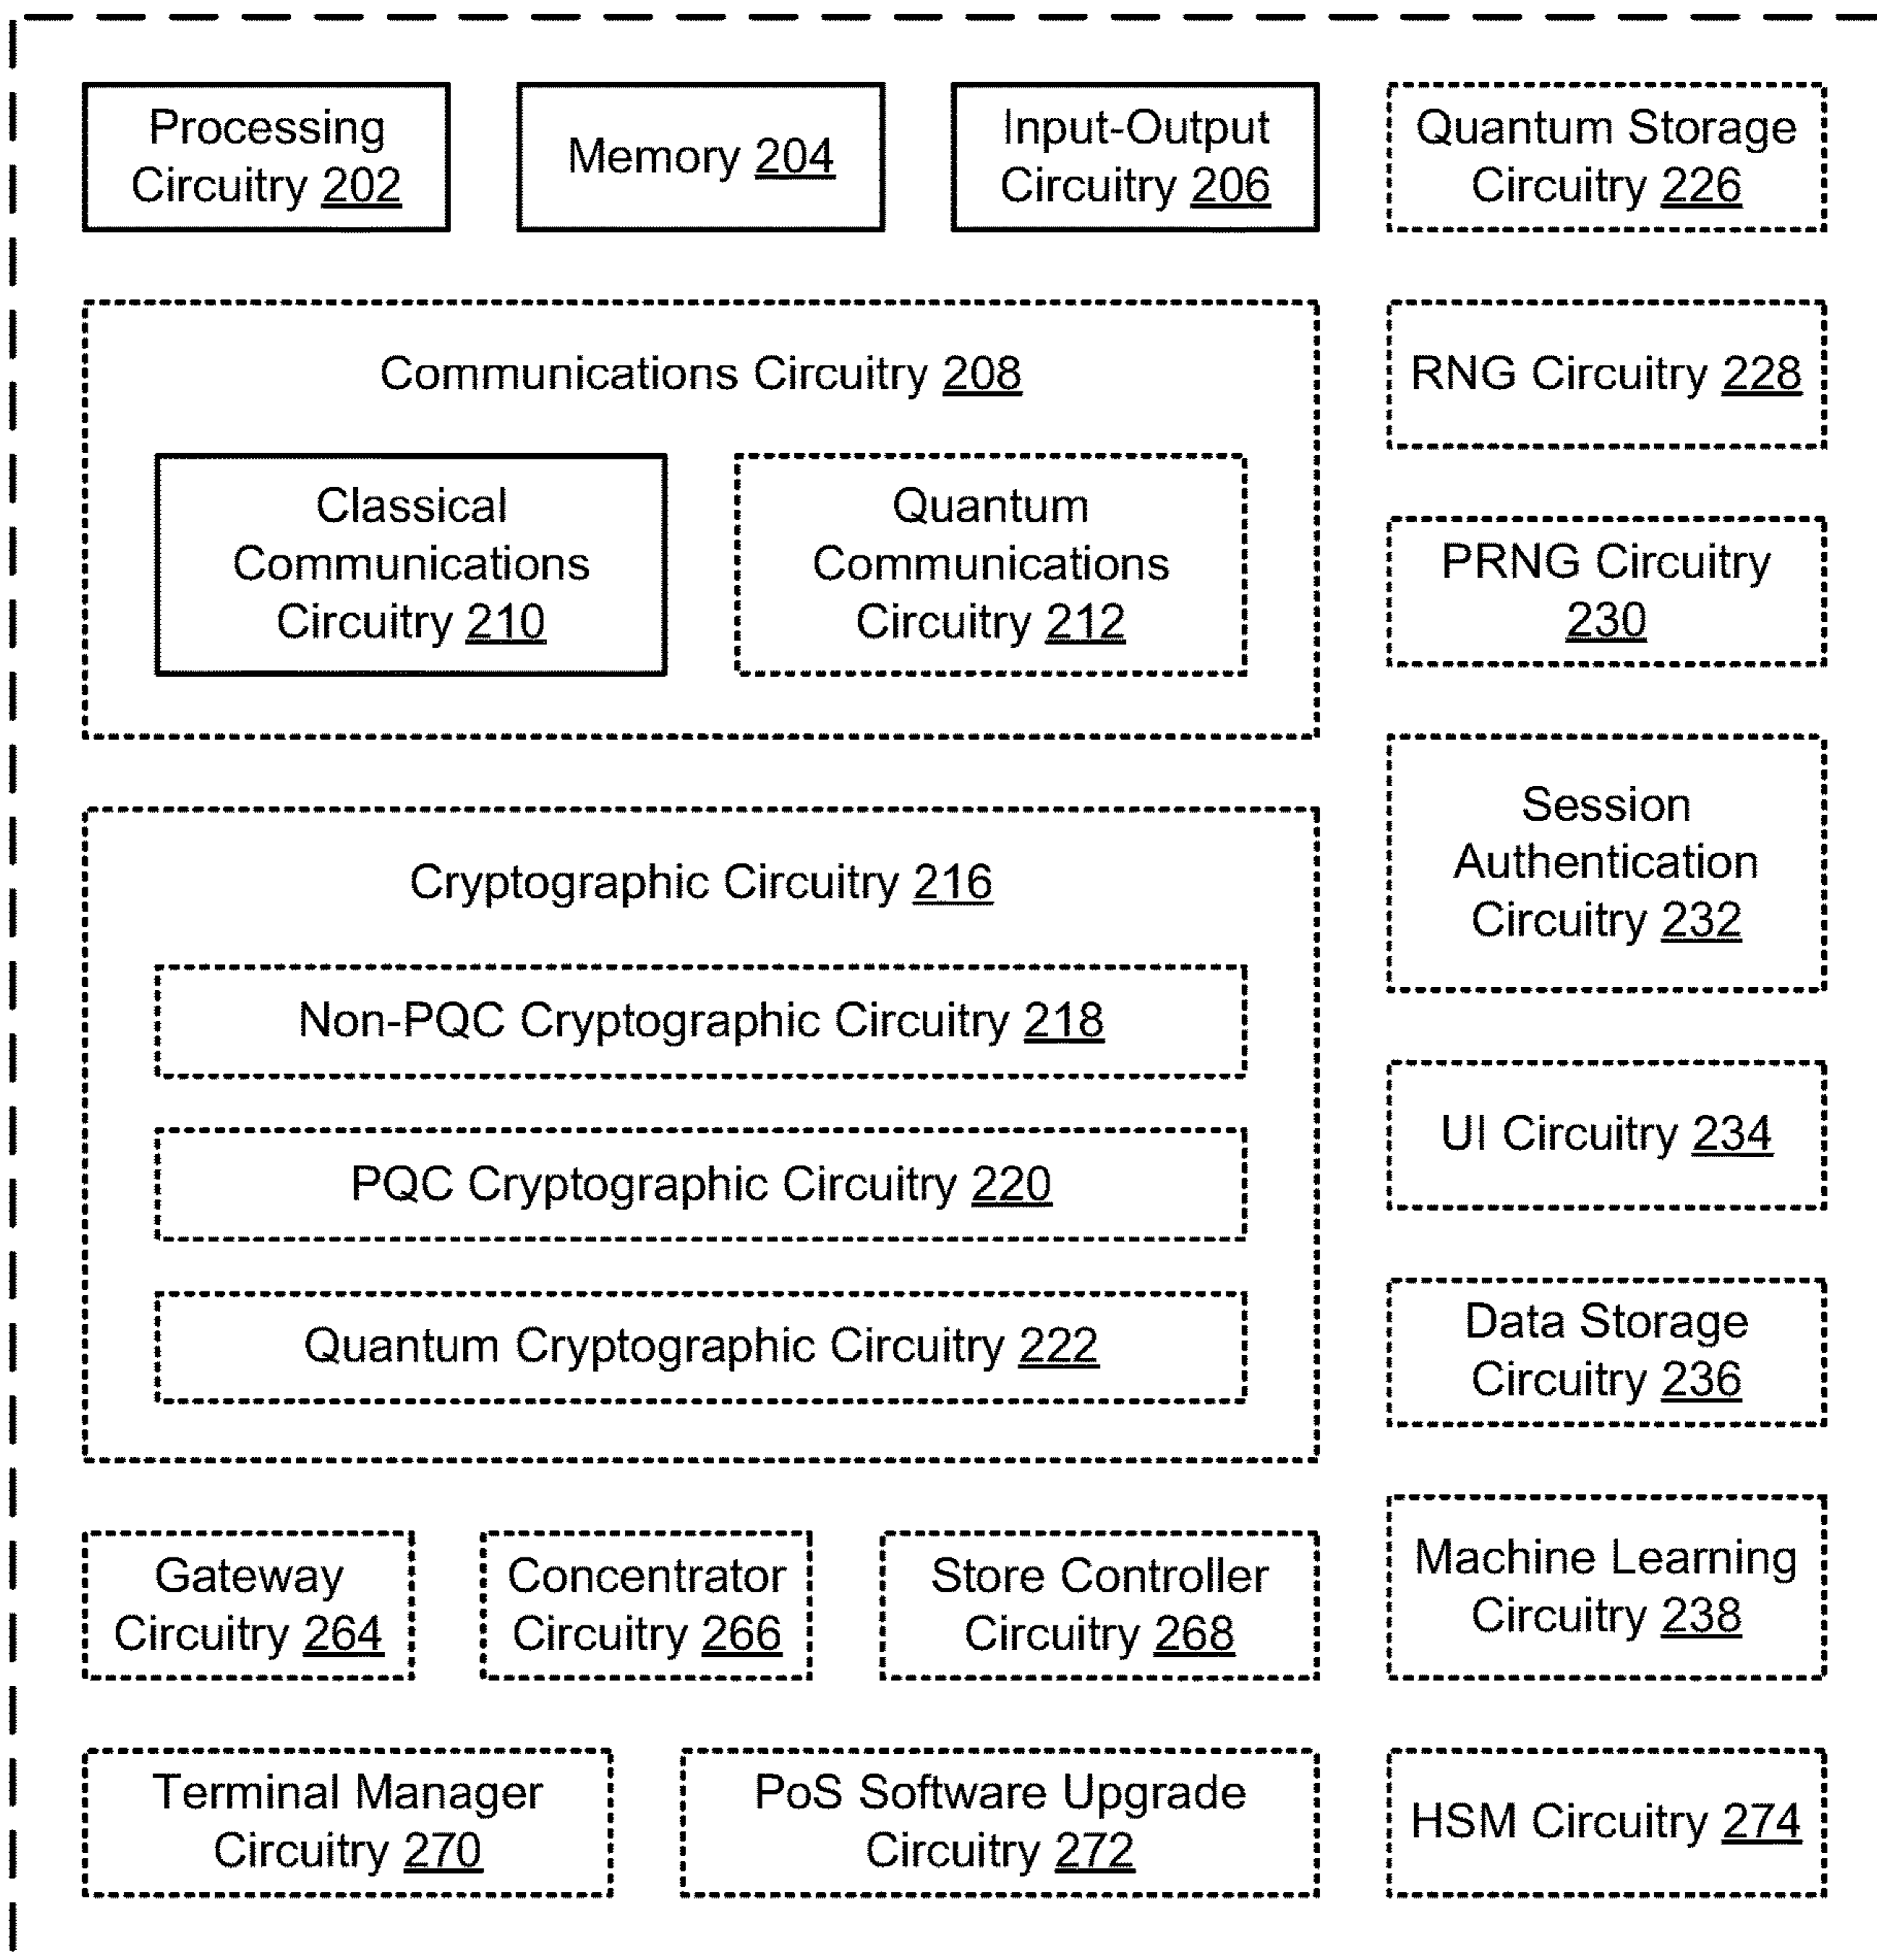 Processing
Circuitry 202
Memory 204
Input-Output
Circuitry 206
Quantum Storage
Circuitry 226
Communications Circuitry 208
Classical
Communications
Circuitry 210
Quantum
Communications
Circuitry 212
RNG Circuitry 228
PRNG Circuitry
230
Session
Authentication
Circuitry 232
Cryptographic Circuitry 216
Non-PQC Cryptographic Circuitry 218
PQC Cryptographic Circuitry 220
Quantum Cryptographic Circuitry 222
UI Circuitry 234
Data Storage
Circuitry 236
Gateway
Circuitry 264
Concentrator
Circuitry 266
Store Controller
Circuitry 268
Machine Learning
Circuitry 238
Terminal Manager
Circuitry 270
PoS Software Upgrade
Circuitry 272
HSM Circuitry 274